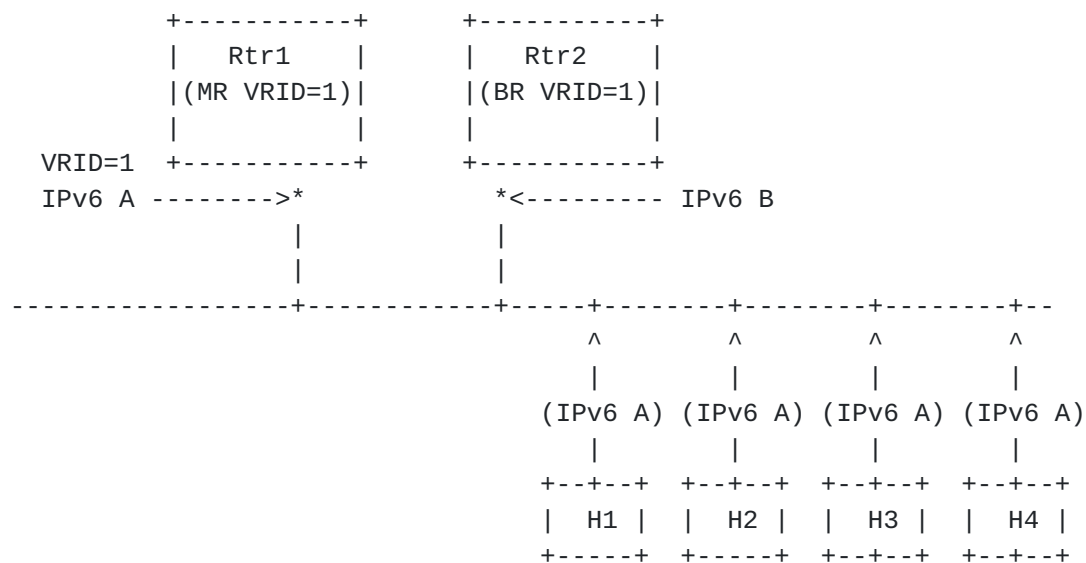 Rtr1 Rtr2
(MR VRID=1) (BR VRID=1)
VRID=1
IPv6 A IPv6 B
(IPv6 A) (IPv6 A) (IPv6 A) (IPv6 A)
H1 H2 H3 H4